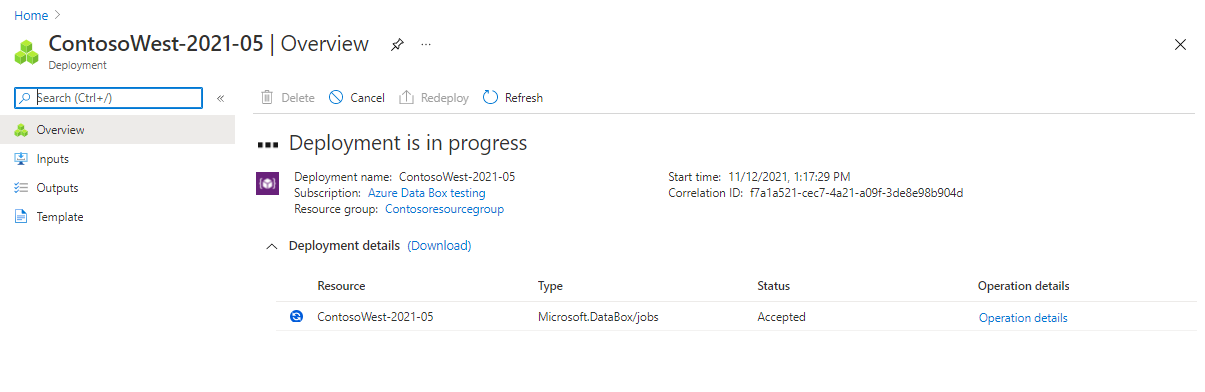 Home
ContosoWest-2021-05 | Overview
Deployment
Search (Ctrl+/)
Delete Cancel Redeploy Refresh
Overview
Inputs
Outputs
Template
Deployment is in progress
Deployment name: ContosoWest-2021-05
Subscription: Azure Data Box testing
Resource group: Contosoresourcegroup
Start time: 11/12/2021, 1:17:29 PM
Correlation ID: f7a1a521-cec7-4a21-a09f-3de8e98b904d
Deployment details (Download)
Resource Type Status Operation details
ContosoWest-2021-05 Microsoft.DataBox/jobs Accepted Operation details